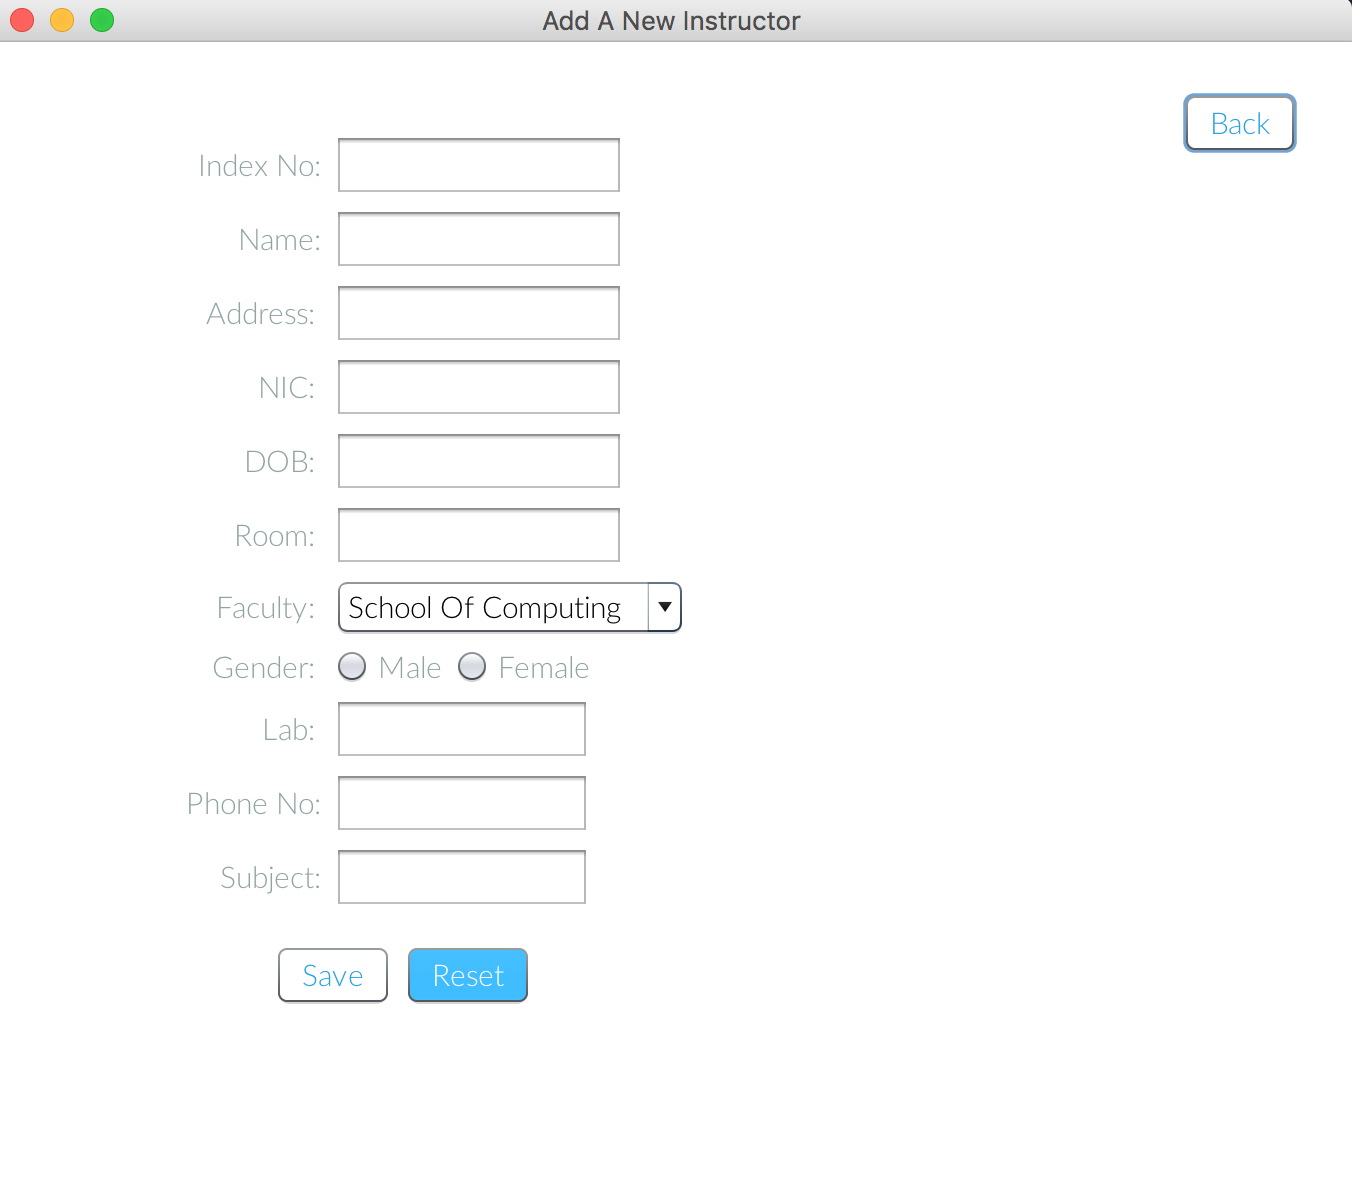 Add A New Instructor
Back
Index No:
Name:
Address:
NIC:
DOB:
Room:
Faculty: School Of Computing
Gender: Male Female
Lab:
Phone No:
Subject:
Save Reset